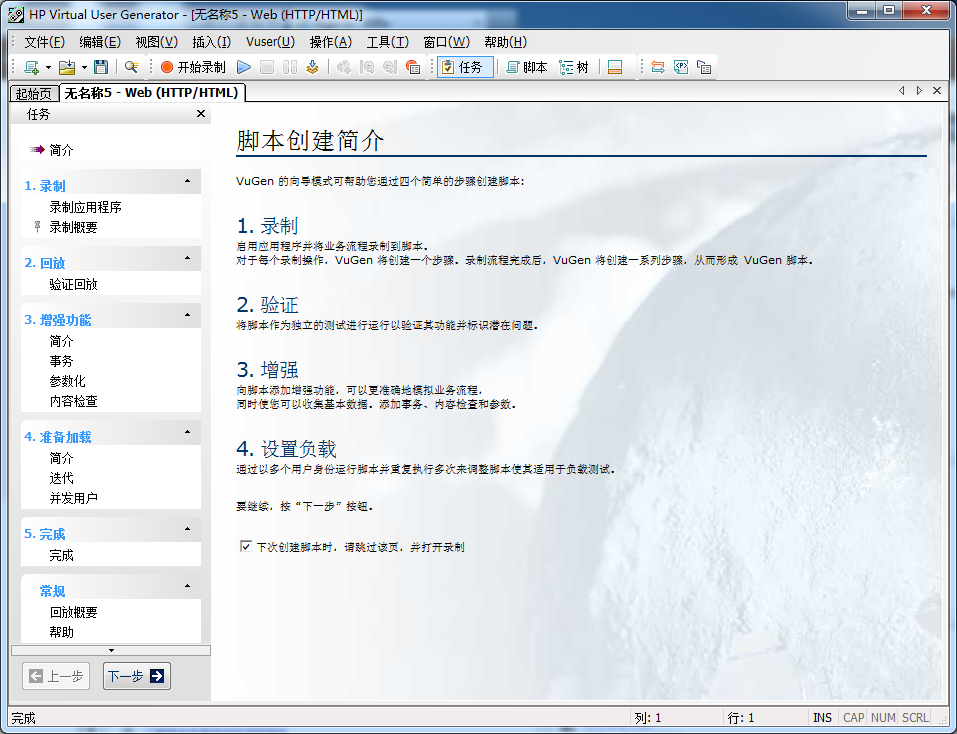 HP Virtual User Generator - [无名称5 - Web (HTTP/HTML)]
文件(F) 编辑(E) 视图(V) 插入(I) Vuser(U) 操作(A) 工具(T) 窗口(W) 帮助(H)
开始录制 任务 脚本 树
起始页 无名称5 - Web (HTTP/HTML)
任务
简介
1. 录制
录制应用程序
录制概要
2. 回放
验证回放
3. 增强功能
简介
事务
参数化
内容检查
4. 准备加载
简介
迭代
并发用户
5. 完成
完成
常规
回放概要
帮助
上一步 下一步
脚本创建简介
VuGen 的向导模式可帮助您通过四个简单的步骤创建脚本:
1. 录制
启用应用程序并将业务流程录制到脚本。
对于每个录制操作，VuGen 将创建一个步骤。录制流程完成后，VuGen 将创建一系列步骤，从而形成 VuGen 脚本。
2. 验证
将脚本作为独立的测试进行运行以验证其功能并标识潜在问题。
3. 增强
向脚本添加增强功能，可以更准确地模拟业务流程，
同时使您可以收集基本数据。添加事务、内容检查和参数。
4. 设置负载
通过以多个用户身份运行脚本并重复执行多次来调整脚本使其适用于负载测试。
要继续，按“下一步”按钮。
下次创建脚本时，请跳过该页，并打开录制
完成 列: 1 行: 1 INS CAP NUM SCRL